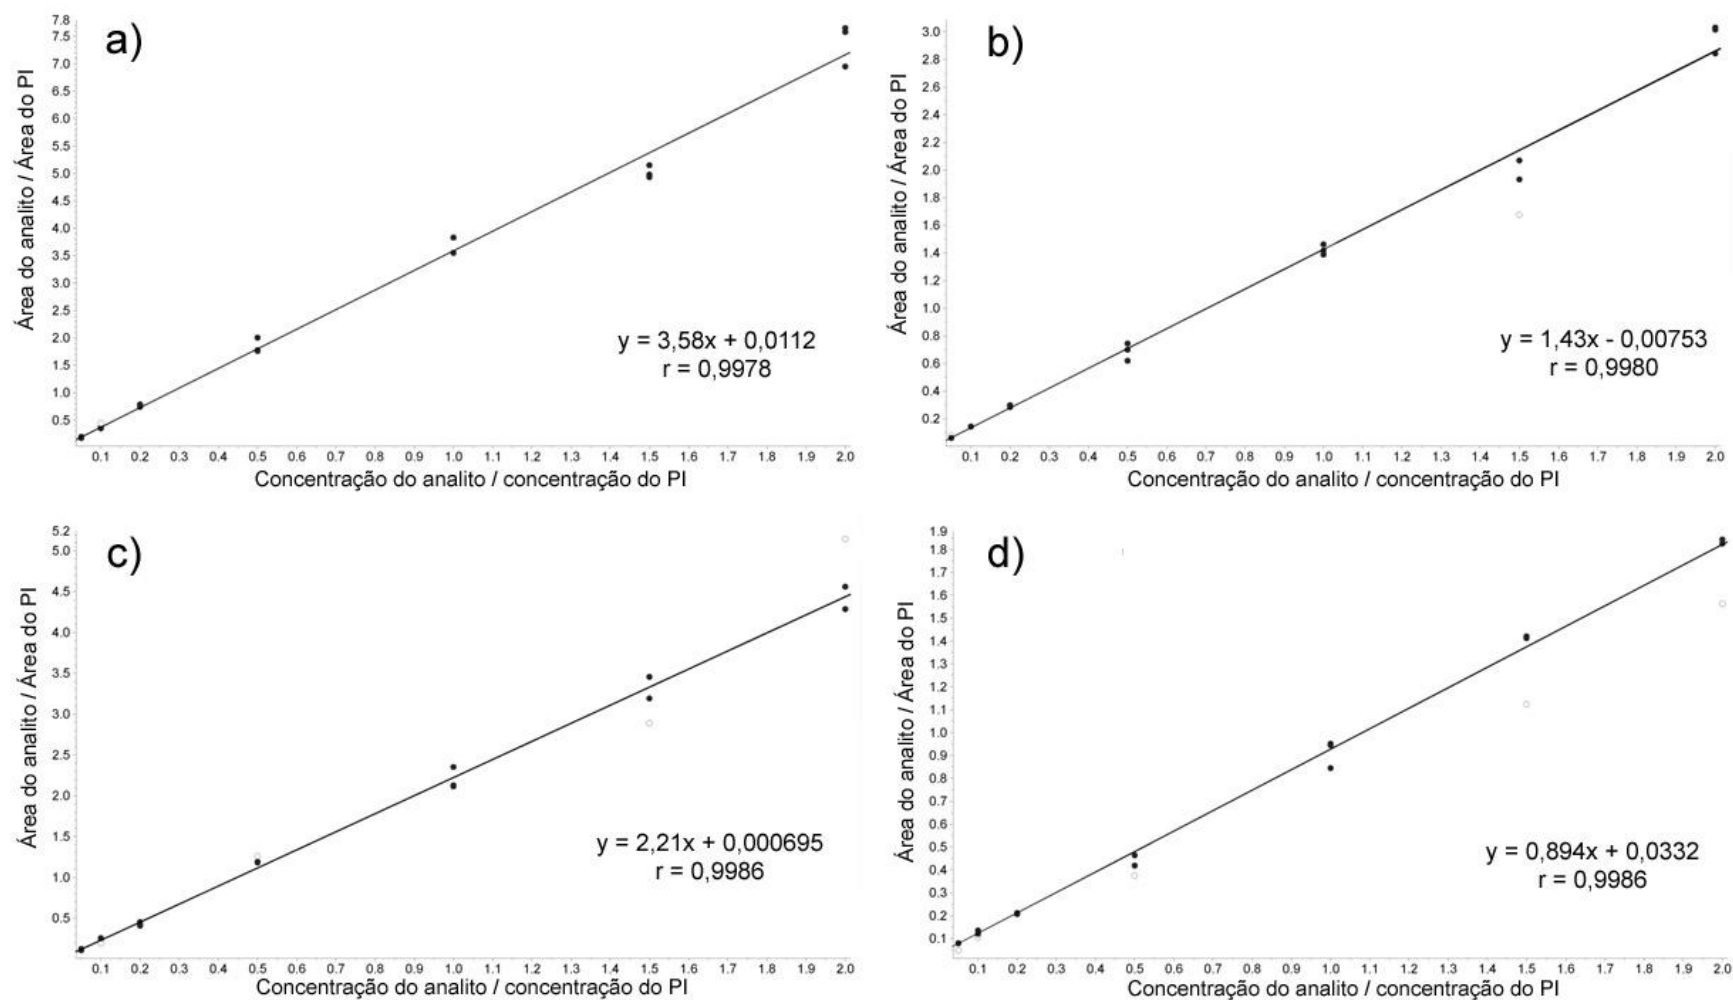 a)
7.8
7.5
7.0
6.5
6.0
5.5
5.0
4.5
4.0
3.5
3.0
2.5
2.0
1.5
1.0
0.5
Área do analito / Área do PI
y = 3,58x + 0,0112
r = 0,9978
0.1 0.2 0.3 0.4 0.5 0.6 0.7 0.8 0.9 1.0 1.1 1.2 1.3 1.4 1.5 1.6 1.7 1.8 1.9 2.0
Concentração do analito / concentração do PI
b)
3.0
2.8
2.6
2.4
2.2
2.0
1.8
1.6
1.4
1.2
1.0
0.8
0.6
0.4
0.2
Área do analito / Área do PI
y = 1,43x - 0,00753
r = 0,9980
0.1 0.2 0.3 0.4 0.5 0.6 0.7 0.8 0.9 1.0 1.1 1.2 1.3 1.4 1.5 1.6 1.7 1.8 1.9 2.0
Concentração do analito / concentração do PI
c)
5.2
5.0
4.5
4.0
3.5
3.0
2.5
2.0
1.5
1.0
0.5
Área do analito / Área do PI
y = 2,21x + 0,000695
r = 0,9986
0.1 0.2 0.3 0.4 0.5 0.6 0.7 0.8 0.9 1.0 1.1 1.2 1.3 1.4 1.5 1.6 1.7 1.8 1.9 2.0
Concentração do analito / concentração do PI
d)
1.9
1.8
1.7
1.6
1.5
1.4
1.3
1.2
1.1
1.0
0.9
0.8
0.7
0.6
0.5
0.4
0.3
0.2
0.1
Área do analito / Área do PI
y = 0,894x + 0,0332
r = 0,9986
0.1 0.2 0.3 0.4 0.5 0.6 0.7 0.8 0.9 1.0 1.1 1.2 1.3 1.4 1.5 1.6 1.7 1.8 1.9 2.0
Concentração do analito / concentração do PI